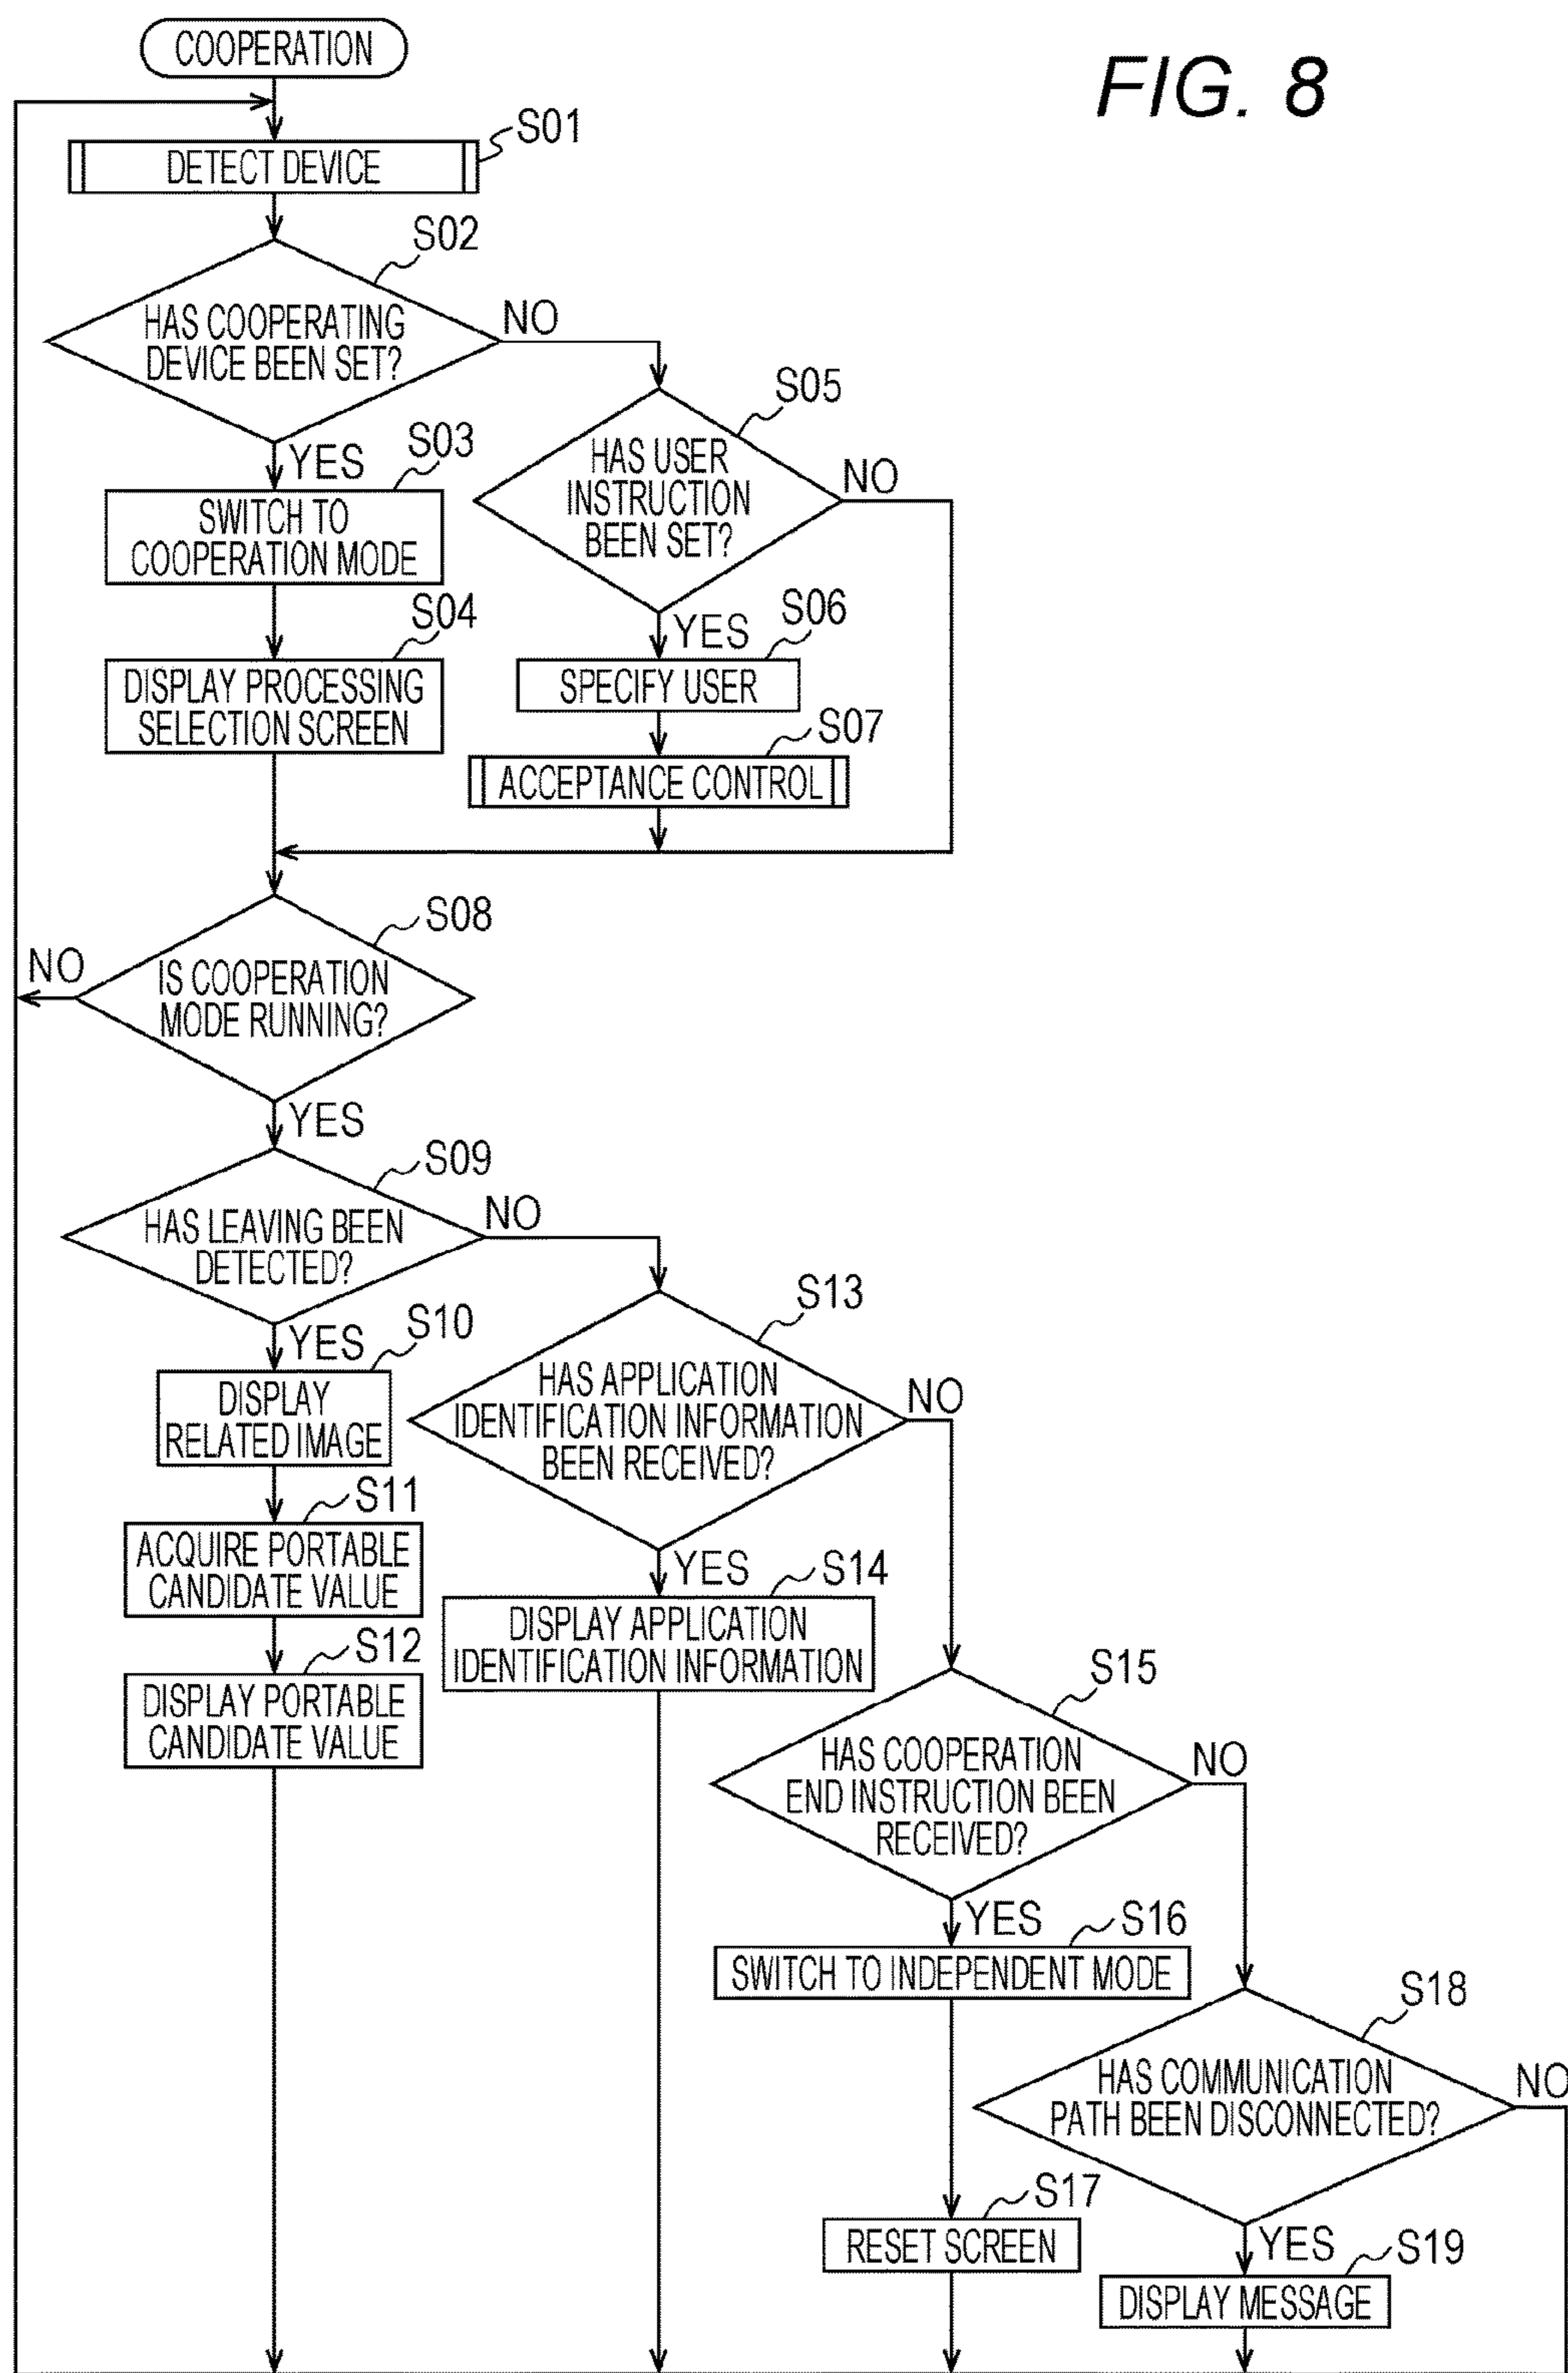 COOPERATION
FIG. 8
S01
DETECT DEVICE
S02
HAS COOPERATING
DEVICE BEEN SET?
NO
YES
S03
SWITCH TO
COOPERATION MODE
S04
DISPLAY PROCESSING
SELECTION SCREEN
S05
HAS USER
INSTRUCTION
BEEN SET?
NO
YES
S06
SPECIFY USER
S07
ACCEPTANCE CONTROL
S08
IS COOPERATION
MODE RUNNING?
NO
YES
S09
HAS LEAVING BEEN
DETECTED?
NO
YES
S10
DISPLAY
RELATED IMAGE
S11
ACQUIRE PORTABLE
CANDIDATE VALUE
S12
DISPLAY PORTABLE
CANDIDATE VALUE
S13
HAS APPLICATION
IDENTIFICATION INFORMATION
BEEN RECEIVED?
NO
YES
S14
DISPLAY APPLICATION
IDENTIFICATION INFORMATION
S15
HAS COOPERATION
END INSTRUCTION BEEN
RECEIVED?
NO
YES
S16
SWITCH TO INDEPENDENT MODE
S17
RESET SCREEN
S18
HAS COMMUNICATION
PATH BEEN DISCONNECTED?
NO
YES
S19
DISPLAY MESSAGE